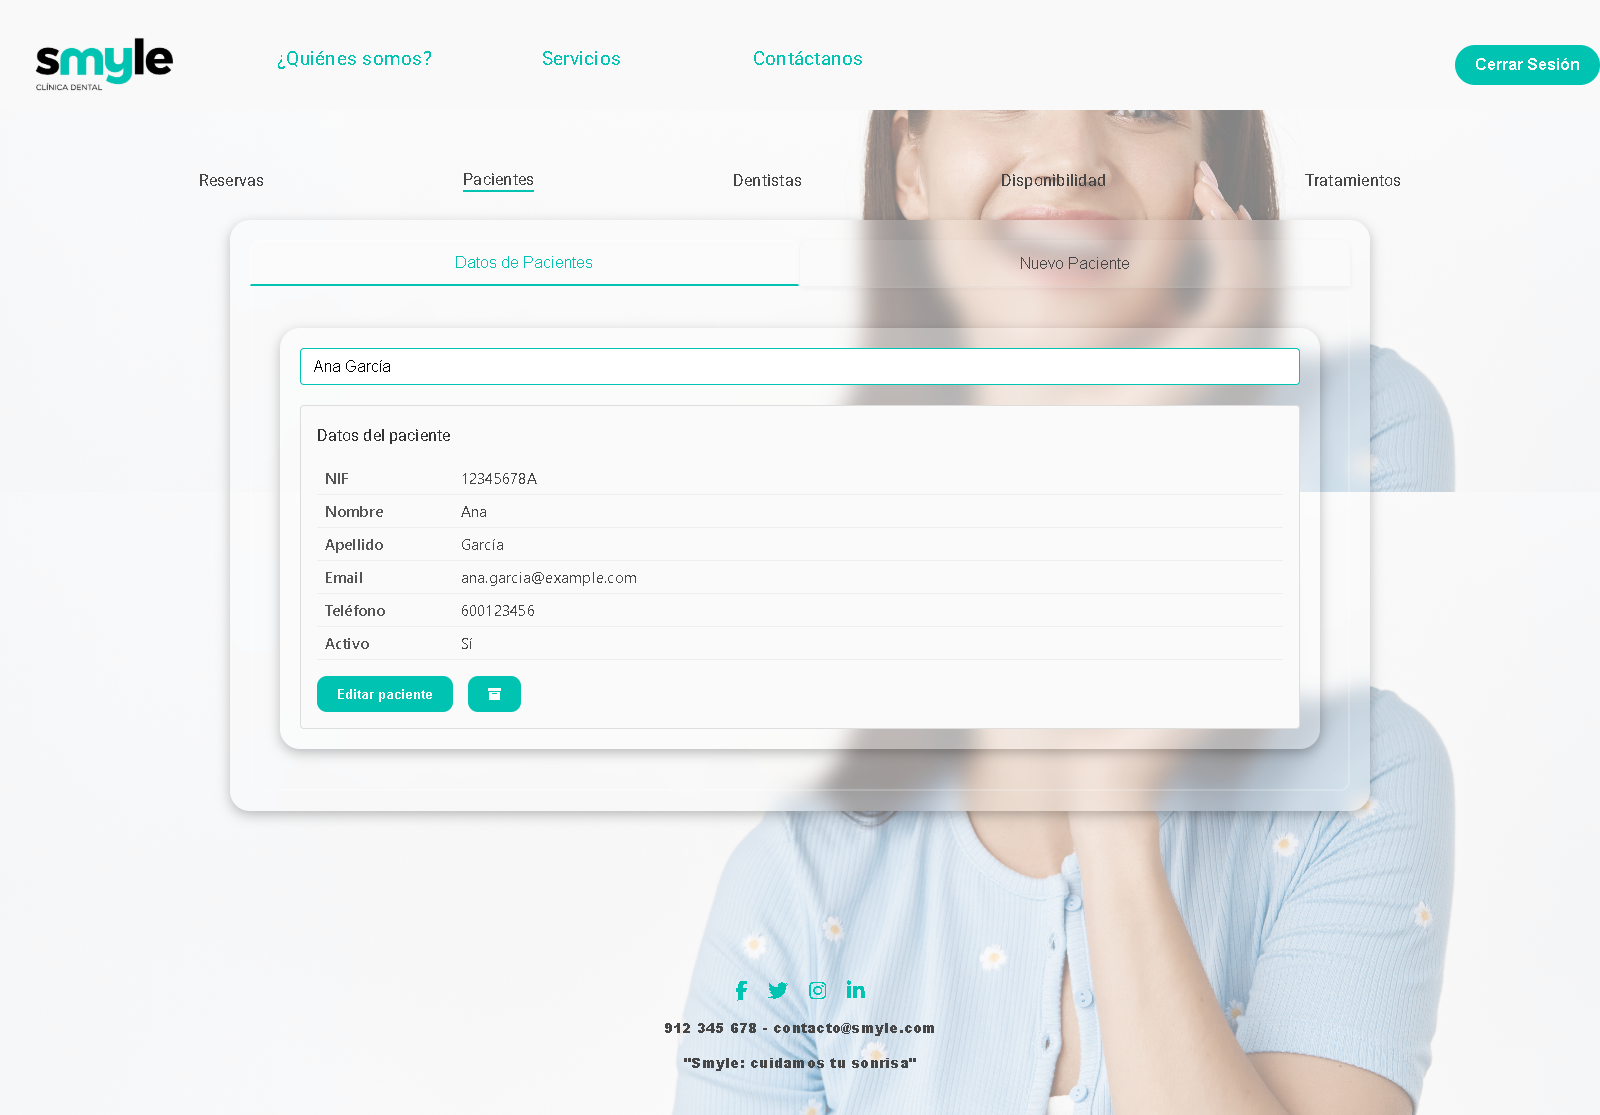 smyle
CLÍNICA DENTAL
¿Quiénes somos?
Servicios
Contáctanos
Cerrar Sesión
Reservas
Pacientes
Dentistas
Disponibilidad
Tratamientos
Datos de Pacientes
Nuevo Paciente
Ana García
Datos del paciente
NIF 12345678A
Nombre Ana
Apellido García
Email ana.garcia@example.com
Teléfono 600123456
Activo Sí
Editar paciente
912 345 678 - contacto@smyle.com
"Smyle: cuidamos tu sonrisa"